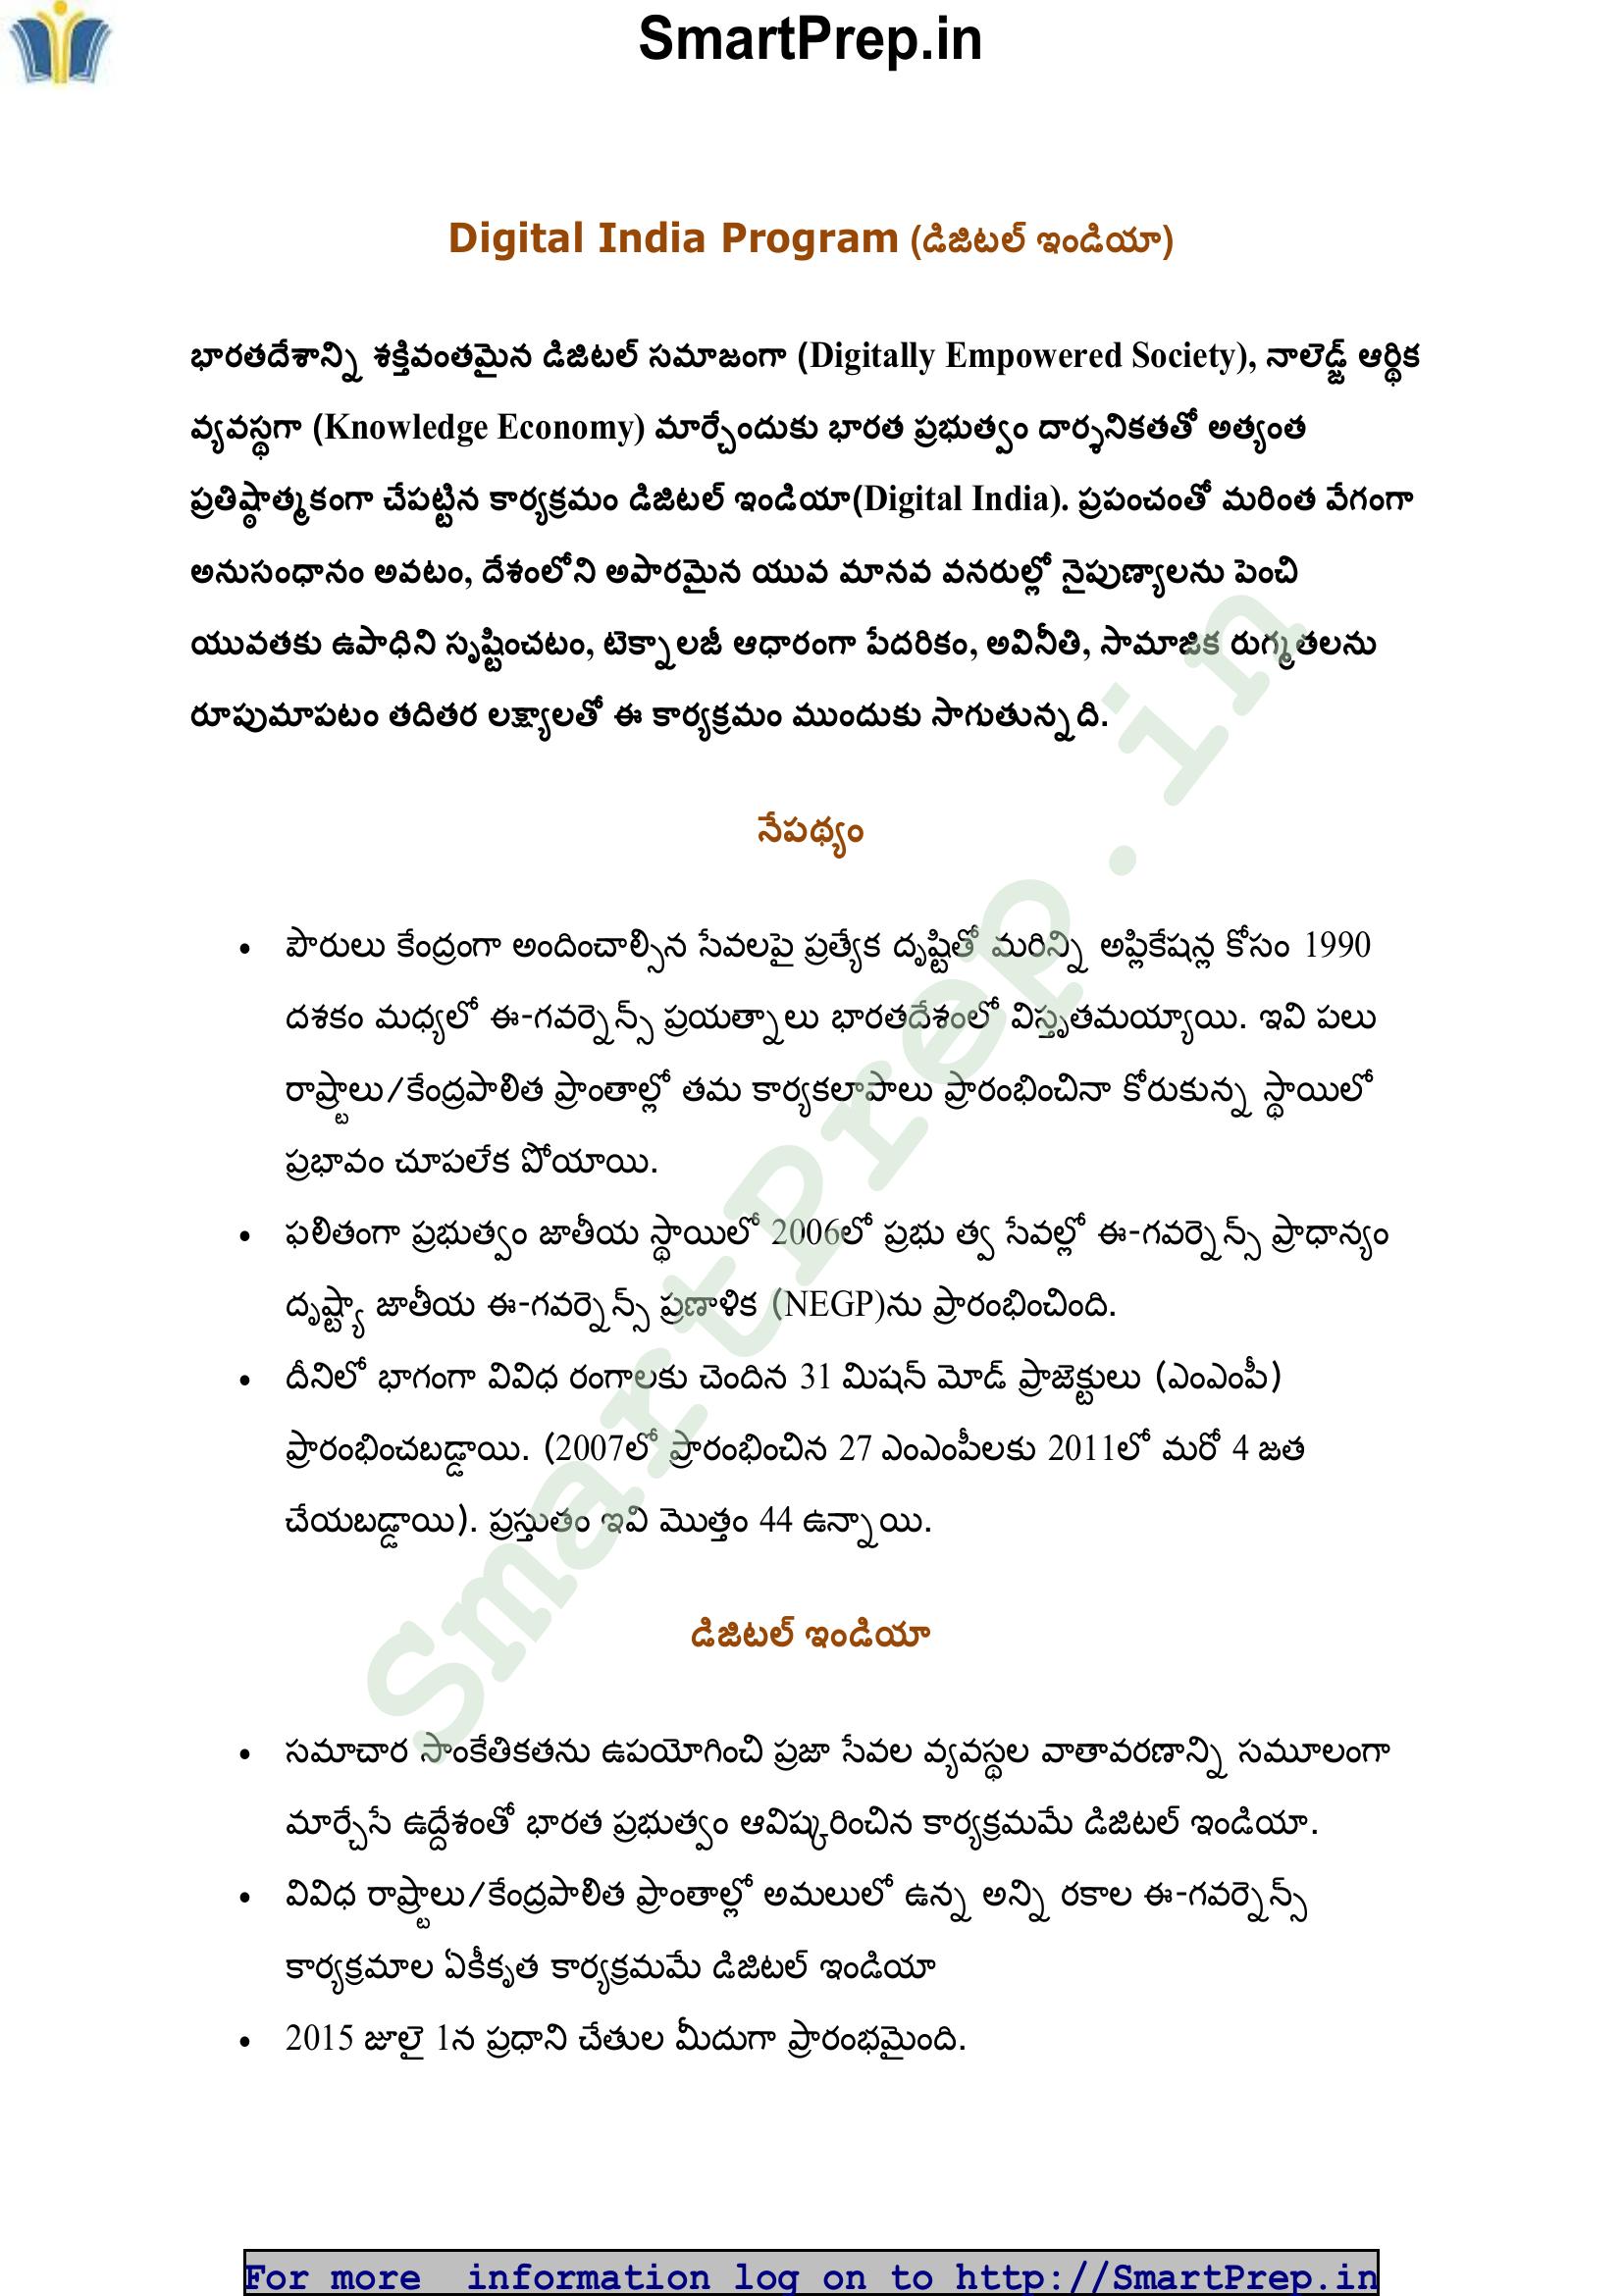 SmartPrep.in
Digital India Program (డిజిటల్ ఇండియా)
భారతదేశాన్ని శక్తివంతమైన డిజిటల్ సమాజంగా (Digitally Empowered Society), నాలెడ్జ్ ఆర్థిక
వ్యవస్థగా (Knowledge Economy) మార్చేందుకు భారత ప్రభుత్వం దార్శనికతతో అత్యంత
ప్రతిష్ఠాత్మకంగా చేపట్టిన కార్యక్రమం డిజిటల్ ఇండియా(Digital India). ప్రపంచంతో మరింత వేగంగా
అనుసంధానం అవటం, దేశంలోని అపారమైన యువ మానవ వనరుల్లో నైపుణ్యాలను పెంచి
యువతకు ఉపాధిని సృష్టించటం, టెక్నాలజీ ఆధారంగా పేదరికం, అవినీతి, సామాజిక రుగ్మతలను
రూపుమాపటం తదితర లక్ష్యాలతో ఈ కార్యక్రమం ముందుకు సాగుతున్నది.
నేపథ్యం
• పౌరులు కేంద్రంగా అందించాల్సిన సేవలపై ప్రత్యేక దృష్టితో మరిన్ని అప్లికేషన్ల కోసం 1990
దశకం మధ్యలో ఈ-గవర్నెన్స్ ప్రయత్నాలు భారతదేశంలో విస్తృతమయ్యాయి. ఇవి పలు
రాష్ట్రాలు/కేంద్రపాలిత ప్రాంతాల్లో తమ కార్యకలాపాలు ప్రారంభించినా కోరుకున్న స్థాయిలో
ప్రభావం చూపలేక పోయాయి.
• ఫలితంగా ప్రభుత్వం జాతీయ స్థాయిలో 2006లో ప్రభు త్వ సేవల్లో ఈ-గవర్నెన్స్ ప్రాధాన్యం
దృష్ట్యా జాతీయ ఈ-గవర్నెన్స్ ప్రణాళిక (NEGP)ను ప్రారంభించింది.
• దీనిలో భాగంగా వివిధ రంగాలకు చెందిన 31 మిషన్ మోడ్ ప్రాజెక్టులు (ఎంఎంపీ)
ప్రారంభించబడ్డాయి. (2007లో ప్రారంభించిన 27 ఎంఎంపీలకు 2011లో మరో 4 జత
చేయబడ్డాయి). ప్రస్తుతం ఇవి మొత్తం 44 ఉన్నాయి.
డిజిటల్ ఇండియా
• సమాచార సాంకేతికతను ఉపయోగించి ప్రజా సేవల వ్యవస్థల వాతావరణాన్ని సమూలంగా
మార్చేసే ఉద్దేశంతో భారత ప్రభుత్వం ఆవిష్కరించిన కార్యక్రమమే డిజిటల్ ఇండియా.
• వివిధ రాష్ట్రాలు/కేంద్రపాలిత ప్రాంతాల్లో అమలులో ఉన్న అన్ని రకాల ఈ-గవర్నెన్స్
కార్యక్రమాల ఏకీకృత కార్యక్రమమే డిజిటల్ ఇండియా
• 2015 జూలై 1న ప్రధాని చేతుల మీదుగా ప్రారంభమైంది.
SmartPrep.in
For more information log on to http://SmartPrep.in